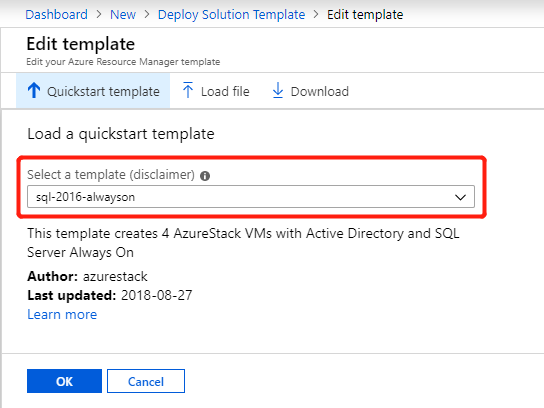 Dashboard > New > Deploy Solution Template > Edit template
Edit template
Edit your Azure Resource Manager template
Quickstart template Load file Download
Load a quickstart template
Select a template (disclaimer)
sql-2016-alwayson
This template creates 4 AzureStack VMs with Active Directory and SQL
Server Always On
Author: azurestack
Last updated: 2018-08-27
Learn more
OK Cancel